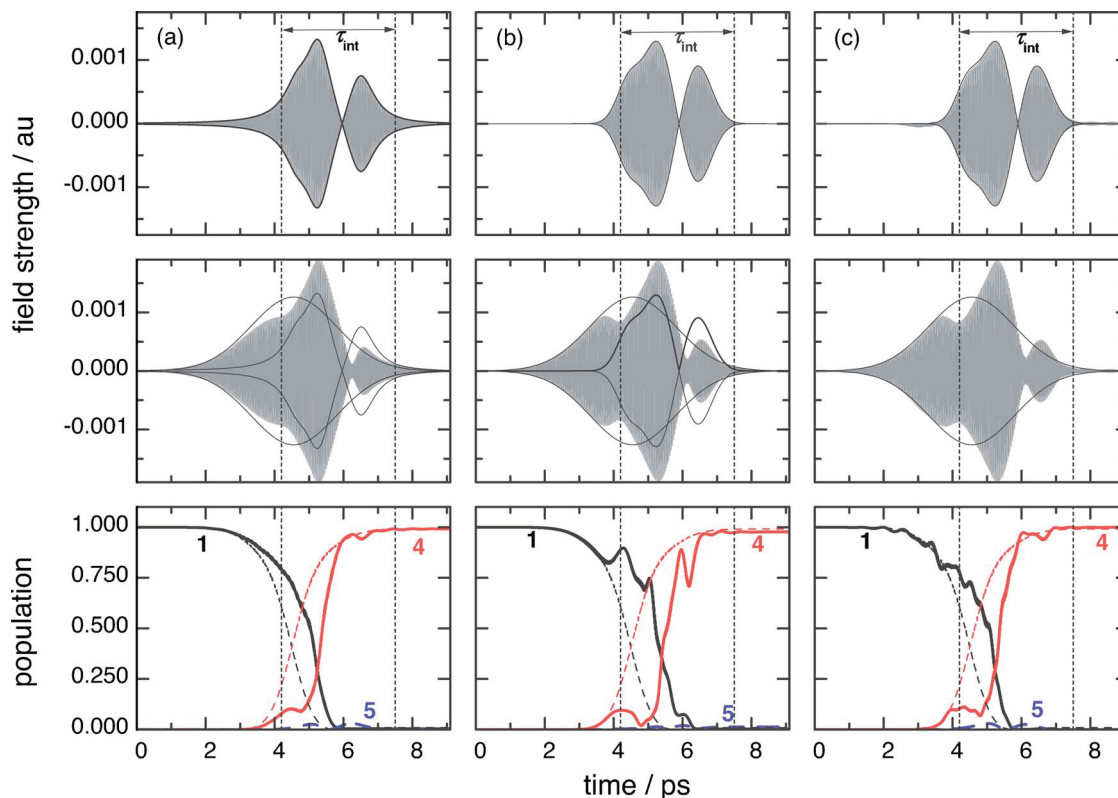 (a) τint (b) τint (c) τint
field strength / au
0.001
0.000
-0.001
0.001
0.000
-0.001
population
1.000
0.750
0.500
0.250
0.000
1 4 5
1 4 5
1 4 5
0 2 4 6 8 0 2 4 6 8 0 2 4 6 8
time / ps